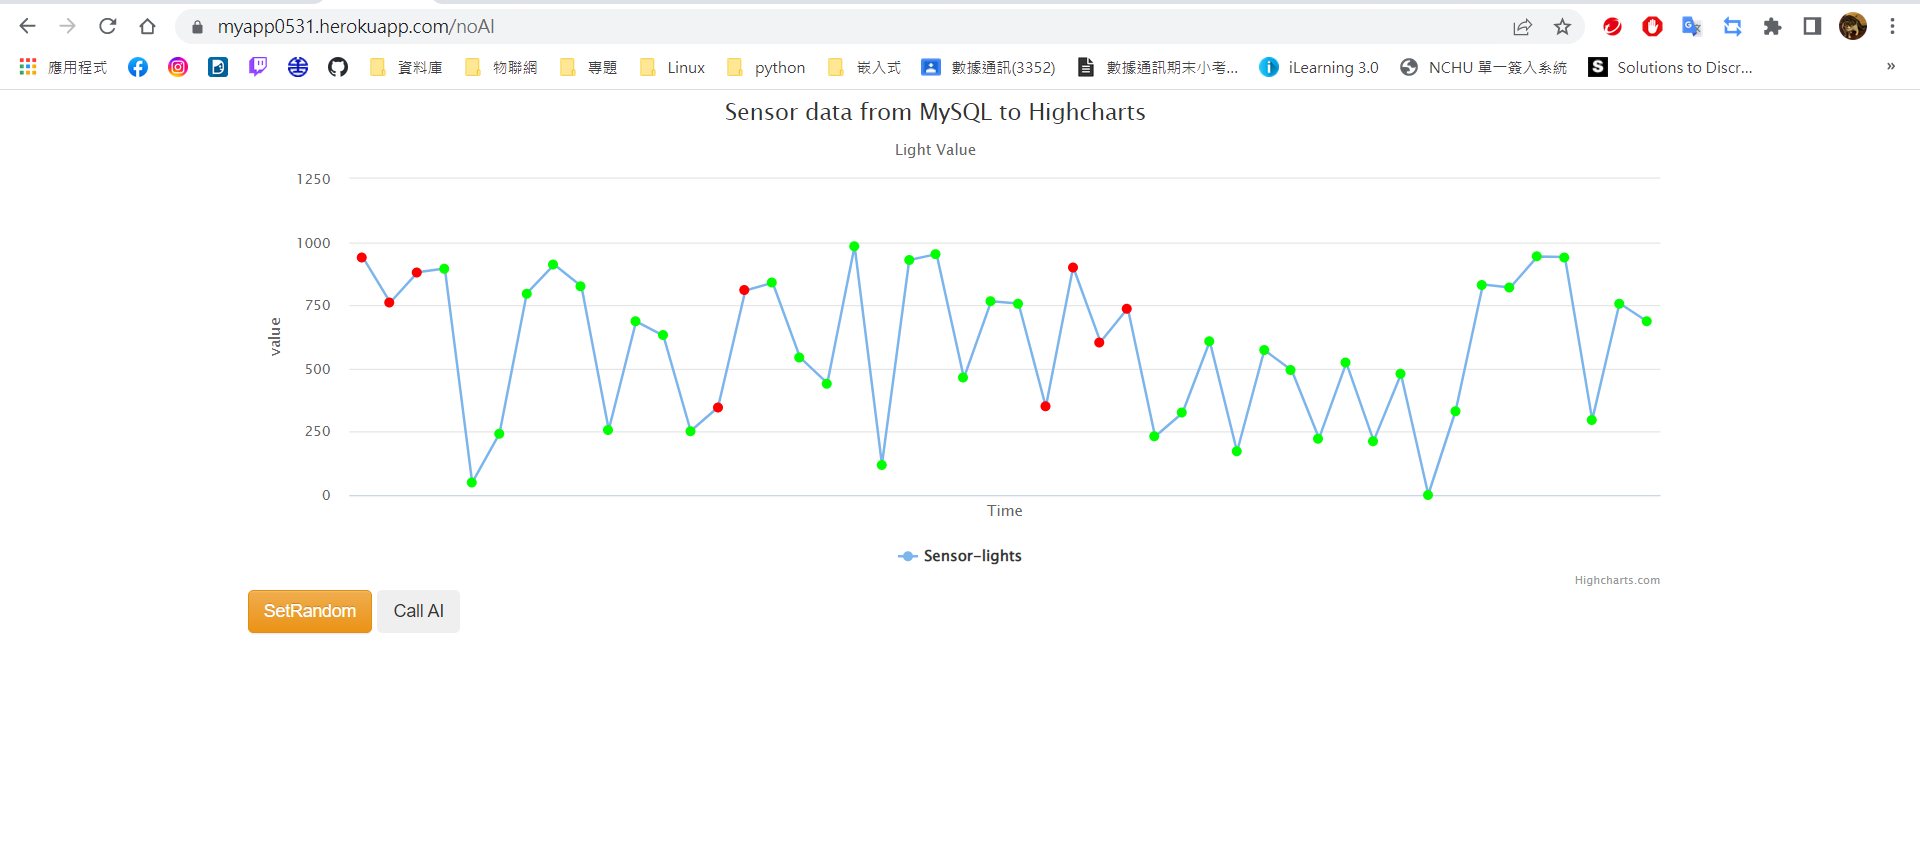 myapp0531.herokuapp.com/noAI
應用程式 資料庫 物聯網 專題 Linux python 嵌入式 數據通訊(3352) 數據通訊期末小考... iLearning 3.0 NCHU 單一簽入系統 S Solutions to Discr... »
Sensor data from MySQL to Highcharts
Light Value
1250
1000
750
500
250
0
value
Time
Sensor-lights
Highcharts.com
SetRandom Call AI